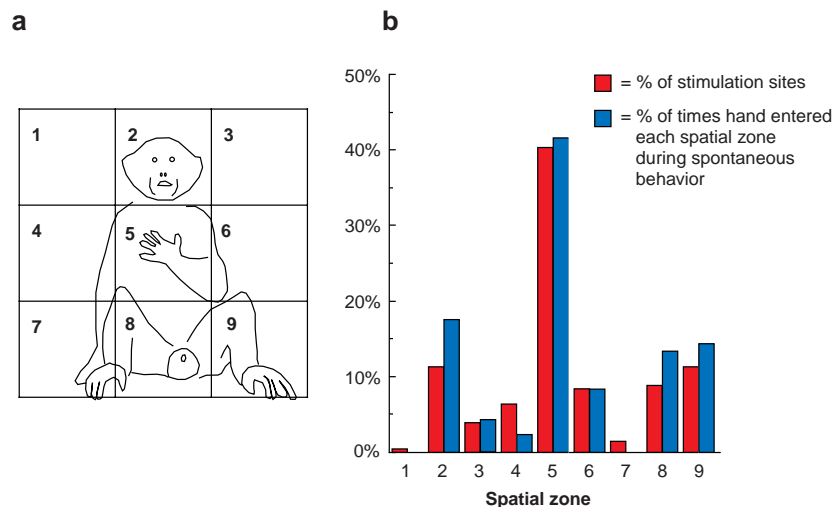 a
b
1
2
3
4
5
6
7
8
9
50%
40%
30%
20%
10%
0%
= % of stimulation sites
= % of times hand entered
each spatial zone
during spontaneous
behavior
1 2 3 4 5 6 7 8 9
Spatial zone